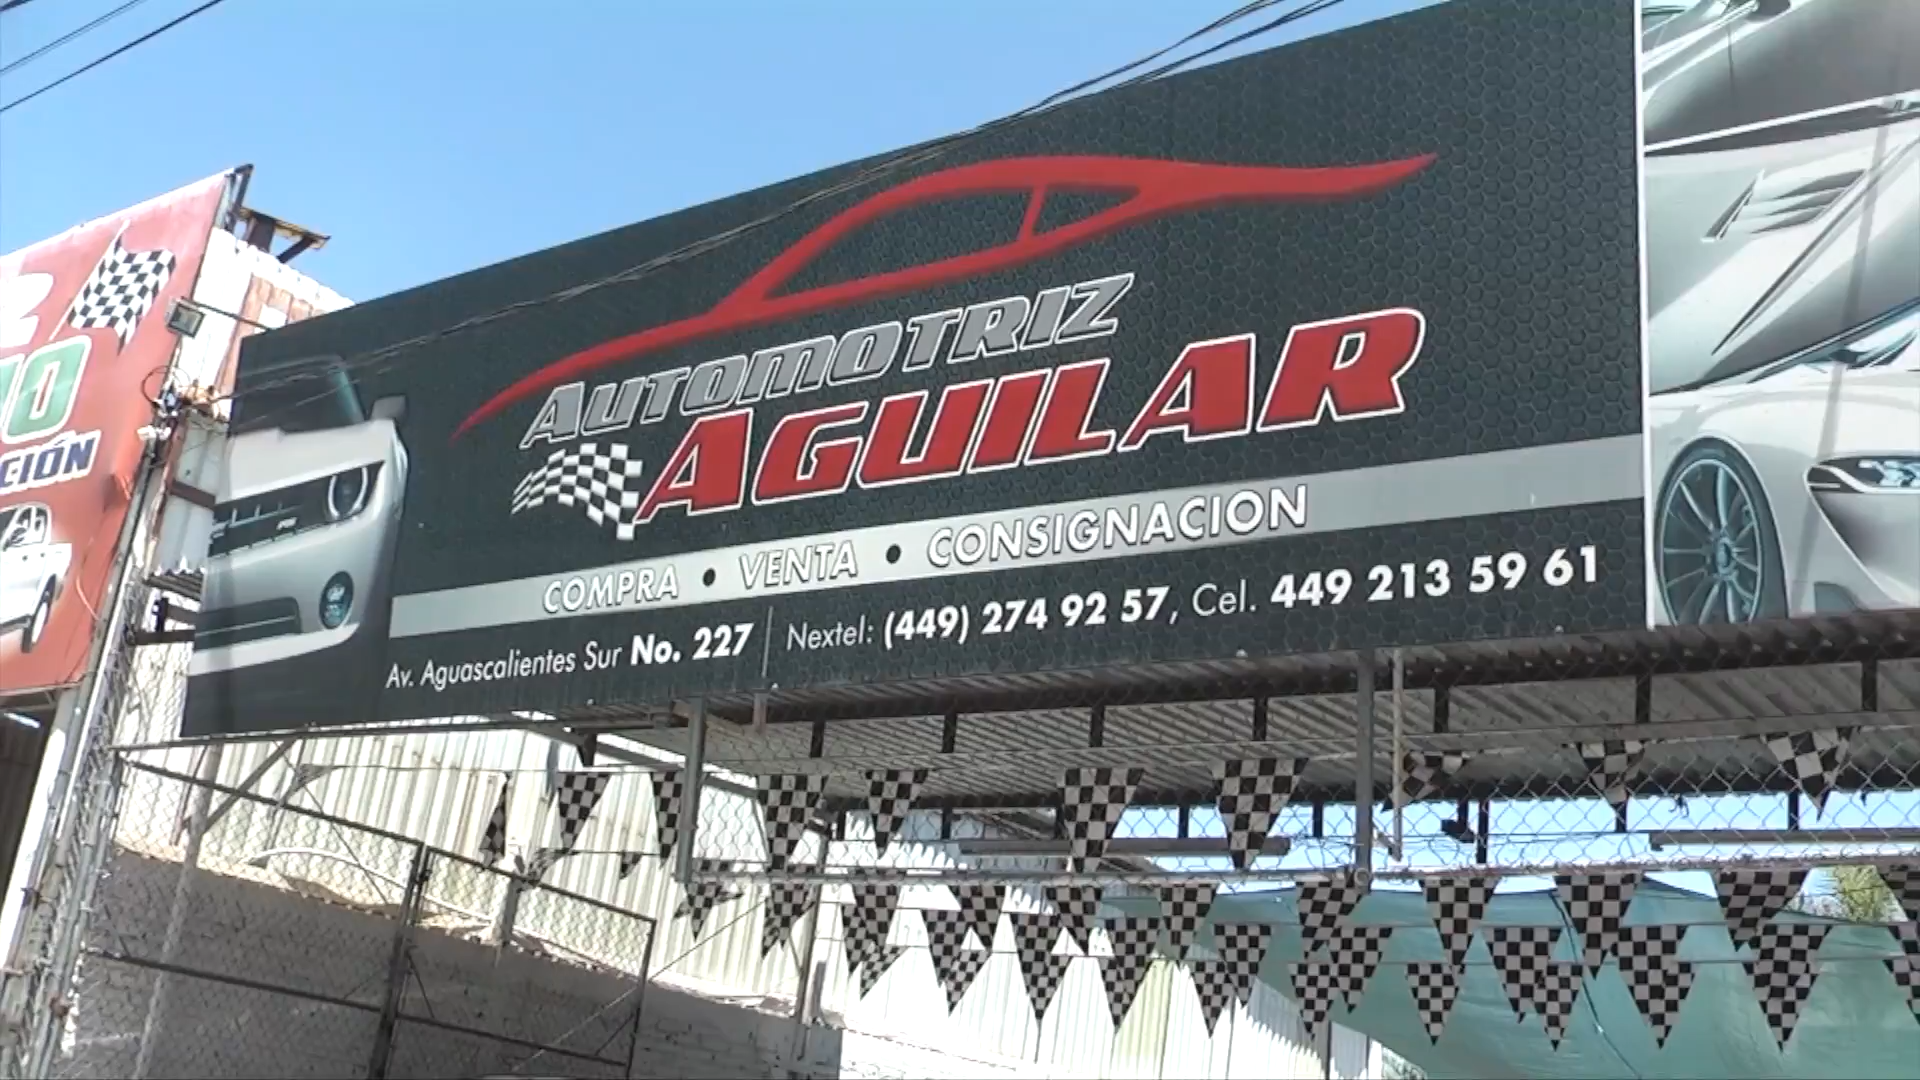 AUTOMOTRIZ
AGUILAR
COMPRA • VENTA • CONSIGNACION
Av. Aguascalientes Sur No. 227 | Nextel: (449) 274 92 57, Cel. 449 213 59 61